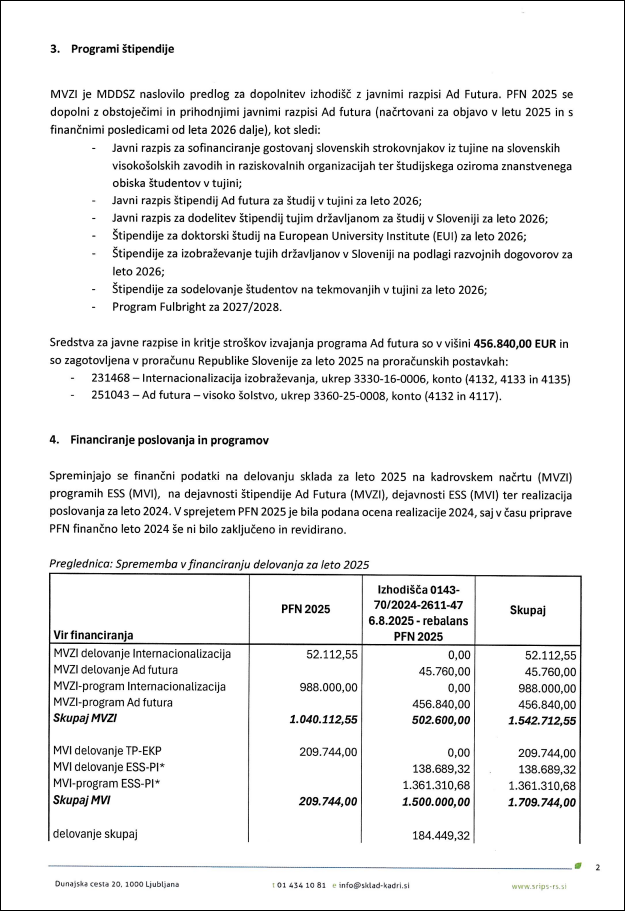 3. Programi štipendije
MVZI je MDDSZ naslovilo predlog za dopolnitev izhodišč z javnimi razpisi Ad Futura. PFN 2025 se
dopolni z obstoječimi in prihodnjimi javnimi razpisi Ad futura (načrtovani za objavo v letu 2025 in s
finančnimi posledicami od leta 2026 dalje), kot sledi:
- Javni razpis za sofinanciranje gostovanj slovenskih strokovnjakov iz tujine na slovenskih
visokošolskih zavodih in raziskovalnih organizacijah ter študijskega oziroma znanstvenega
obiska študentov v tujini;
- Javni razpis štipendij Ad futura za študij v tujini za leto 2026;
- Javni razpis za dodelitev štipendij tujim državljanom za študij v Sloveniji za leto 2026;
- Štipendije za doktorski študij na European University Institute (EUI) za leto 2026;
- Štipendije za izobraževanje tujih državljanov v Sloveniji na podlagi razvojnih dogovorov za
leto 2026;
- Štipendije za sodelovanje študentov na tekmovanjih v tujini za leto 2026;
- Program Fulbright za 2027/2028.
Sredstva za javne razpise in kritje stroškov izvajanja programa Ad futura so v višini 456.840,00 EUR in
so zagotovljena v proračunu Republike Slovenije za leto 2025 na proračunskih postavkah:
- 231468 – Internacionalizacija izobraževanja, ukrep 3330-16-0006, konto (4132, 4133 in 4135)
- 251043 – Ad futura – visoko šolstvo, ukrep 3360-25-0008, konto (4132 in 4117).
4. Financiranje poslovanja in programov
Spreminjajo se finančni podatki na delovanju sklada za leto 2025 na kadrovskem načrtu (MVZI)
programih ESS (MVI), na dejavnosti štipendije Ad Futura (MVZI), dejavnosti ESS (MVI) ter realizacija
poslovanja za leto 2024. V sprejetem PFN 2025 je bila podana ocena realizacije 2024, saj v času priprave
PFN finančno leto 2024 še ni bilo zaključeno in revidirano.
Preglednica: Sprememba v financiranju delovanja za leto 2025
Vir financiranja PFN 2025 Izhodišča 0143-
70/2024-2611-47
6.8.2025 - rebalans
PFN 2025 Skupaj
MVZI delovanje Internacionalizacija 52.112,55 0,00 52.112,55
MVZI delovanje Ad futura 45.760,00 45.760,00
MVZI-program Internacionalizacija 988.000,00 0,00 988.000,00
MVZI-program Ad futura 456.840,00 456.840,00
Skupaj MVZI 1.040.112,55 502.600,00 1.542.712,55
MVI delovanje TP-EKP 209.744,00 0,00 209.744,00
MVI delovanje ESS-PI* 138.689,32 138.689,32
MVI-program ESS-PI* 1.361.310,68 1.361.310,68
Skupaj MVI 209.744,00 1.500.000,00 1.709.744,00
delovanje skupaj 184.449,32
2
Dunajska cesta 20, 1000 Ljubljana t 01 434 10 81 e info@sklad-kadri.si www.srips-rs.si